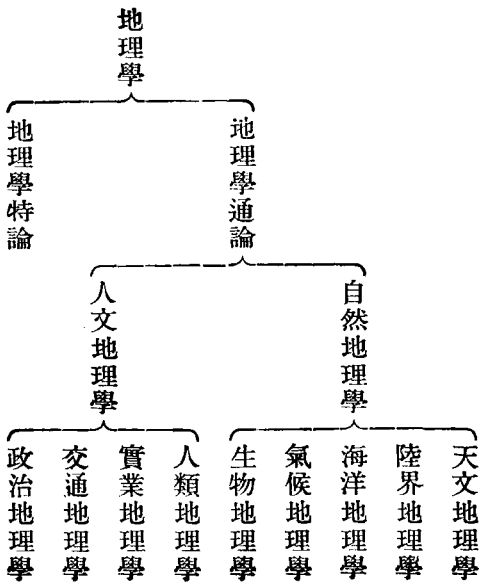 地理學
地理學通論
地理學特論
自然地理學
人文地理學
天文地理學
陸界地理學
海洋地理學
氣候地理學
生物地理學
人類地理學
實業地理學
交通地理學
政治地理學